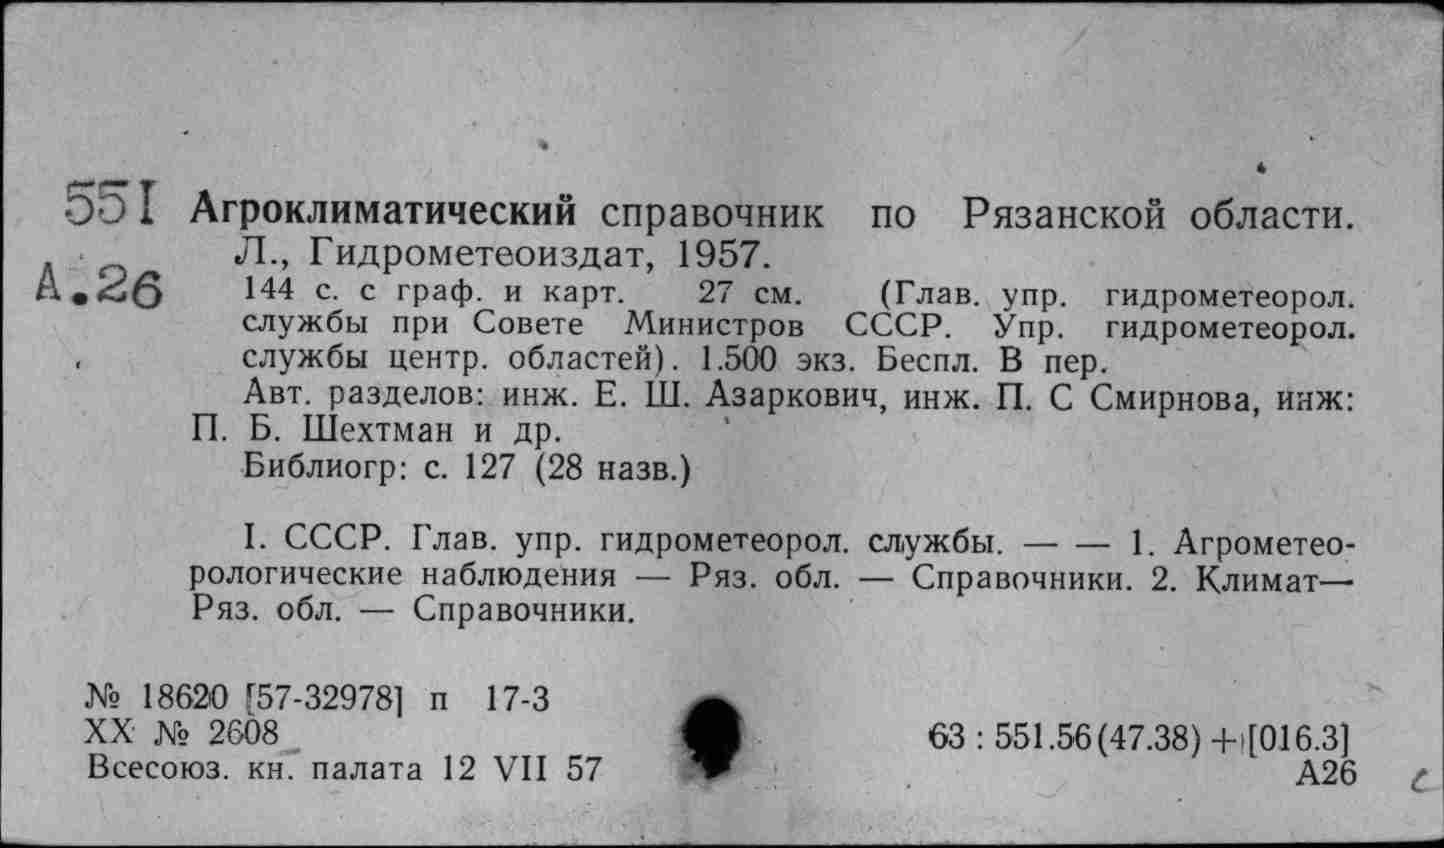 551 Агроклиматический справочник по Рязанской области.
Л., Гидрометеоиздат, 1957.
А.26 144 с. с граф. и карт. 27 см. (Глав. упр. гидрометеорол.
службы при Совете Министров СССР. Упр. гидрометеорол.
службы центр. областей). 1.500 экз. Беспл. В пер.
Авт. разделов: инж. Е. Ш. Азаркович, инж. П. С Смирнова, инж:
П. Б. Шехтман и др.
Библиогр: с. 127 (28 назв.)
I. СССР. Глав. упр. гидрометеорол. службы. — — 1. Агрометео-
рологические наблюдения — Ряз. обл. — Справочники. 2. Климат—
Ряз. обл. — Справочники.
№ 18620 [57-32978] п 17-3
XX № 2608
63 : 551.56(47.38) + [016.3]
Всесоюз. кн. палата 12 VII 57
А26